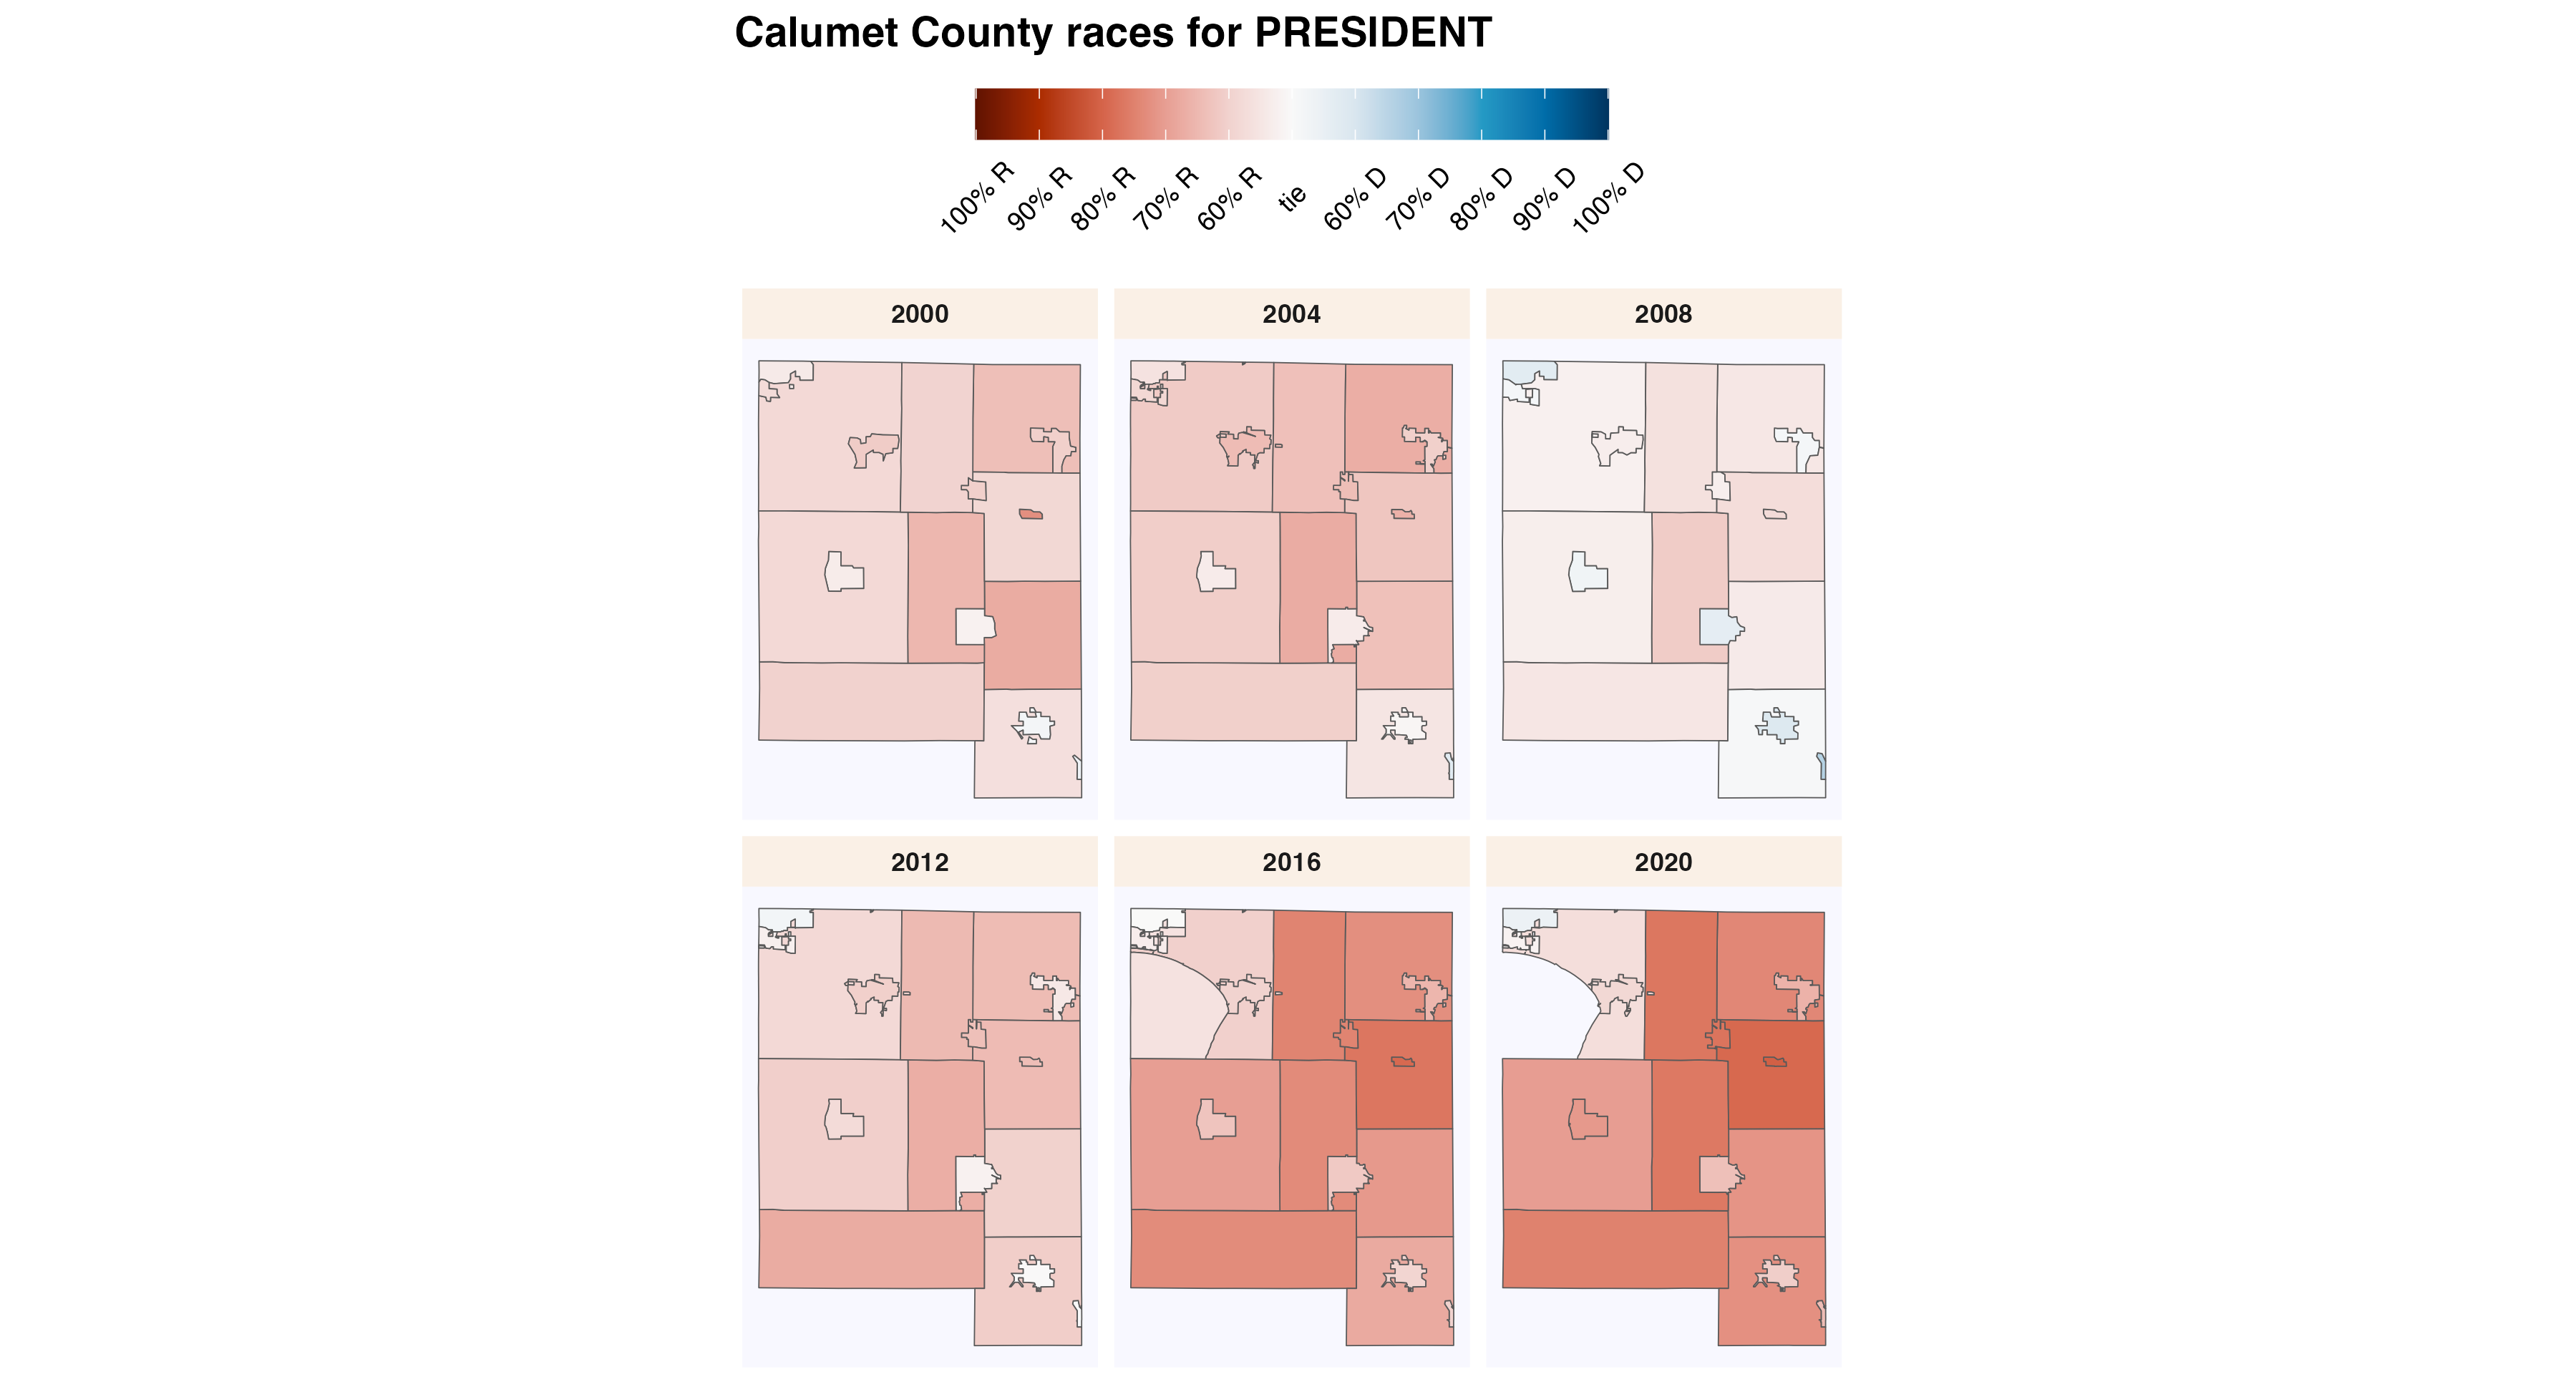 Calumet County races for PRESIDENT
100% R
90% R
80% R
70% R
60% R
tie
60% D
70% D
80% D
90% D
100% D
2000
2004
2008
2012
2016
2020